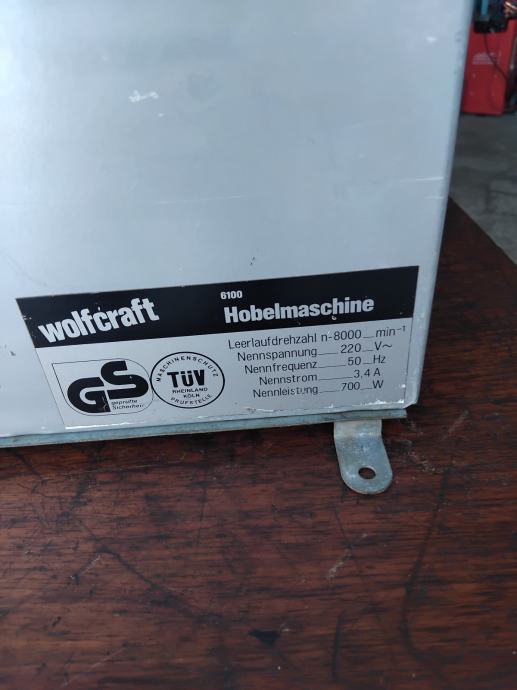 wolfcraft
6100
Hobelmaschine
Leerlaufdrehzahl n-8000 min⁻¹
Nennspannung 220 V~
Nennfrequenz 50 Hz
Nennstrom 3,4 A
Nennleistung 700 W
GS
geprüfte
Sicherheit
MASCHINENSCHUTZ
TÜV
RHEINLAND
KÖLN
PRÜFSTELLE